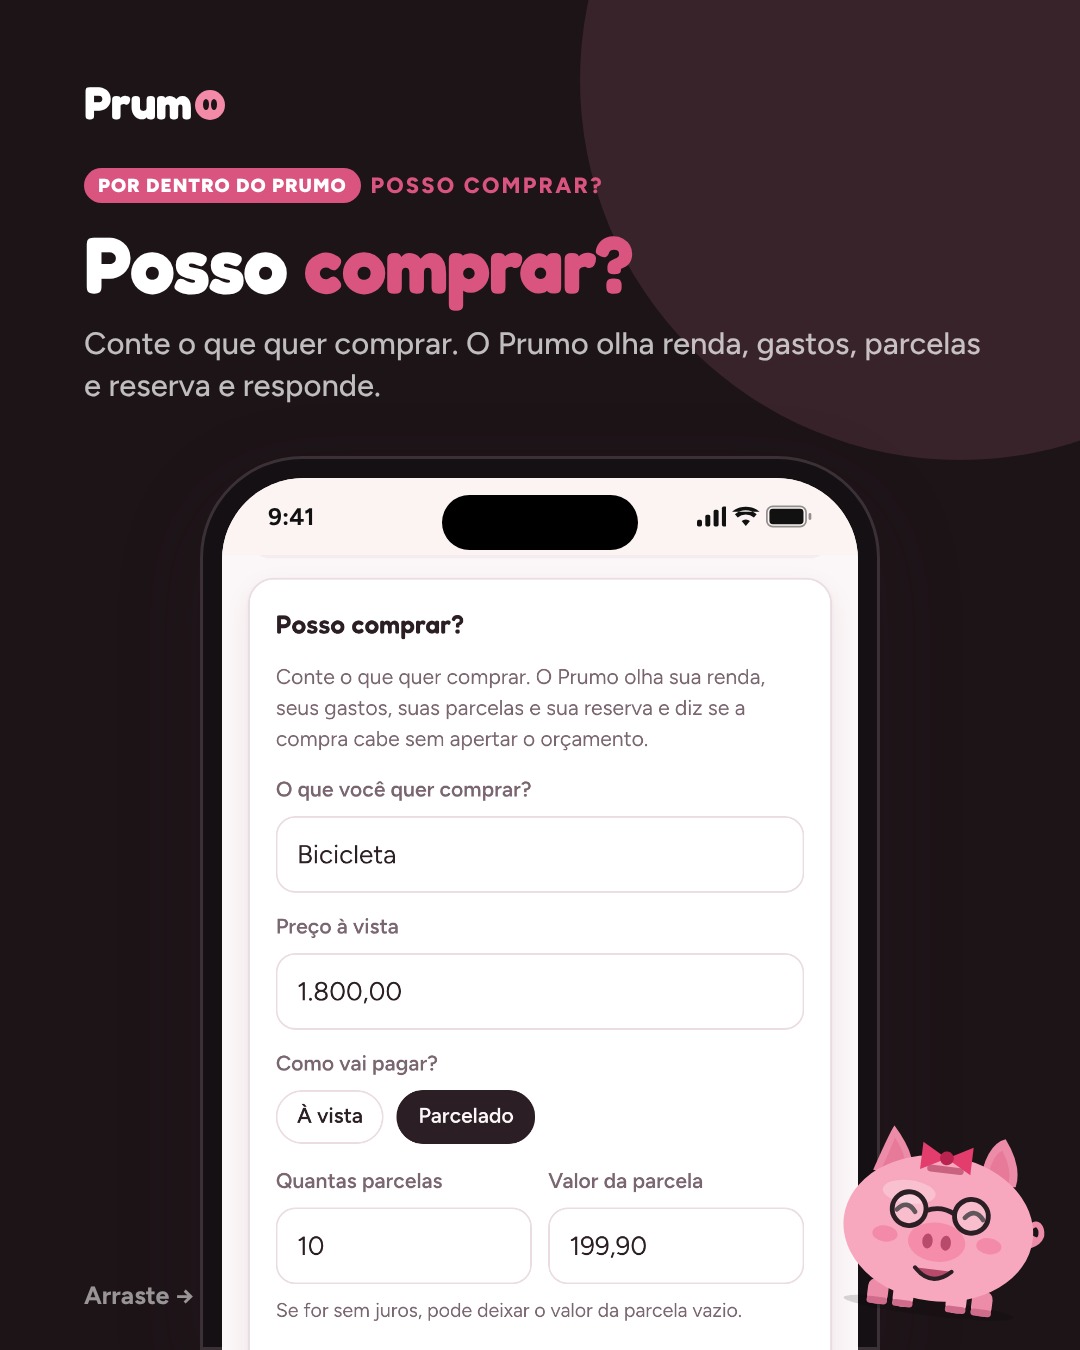 Prum
POR DENTRO DO PRUMO POSSO COMPRAR?
Posso comprar?
Conte o que quer comprar. O Prumo olha renda, gastos, parcelas
e reserva e responde.
9:41
Posso comprar?
Conte o que quer comprar. O Prumo olha sua renda,
seus gastos, suas parcelas e sua reserva e diz se a
compra cabe sem apertar o orçamento.
O que você quer comprar?
Bicicleta
Preço à vista
1.800,00
Como vai pagar?
À vista Parcelado
Quantas parcelas Valor da parcela
10 199,90
Se for sem juros, pode deixar o valor da parcela vazio.
Arraste →